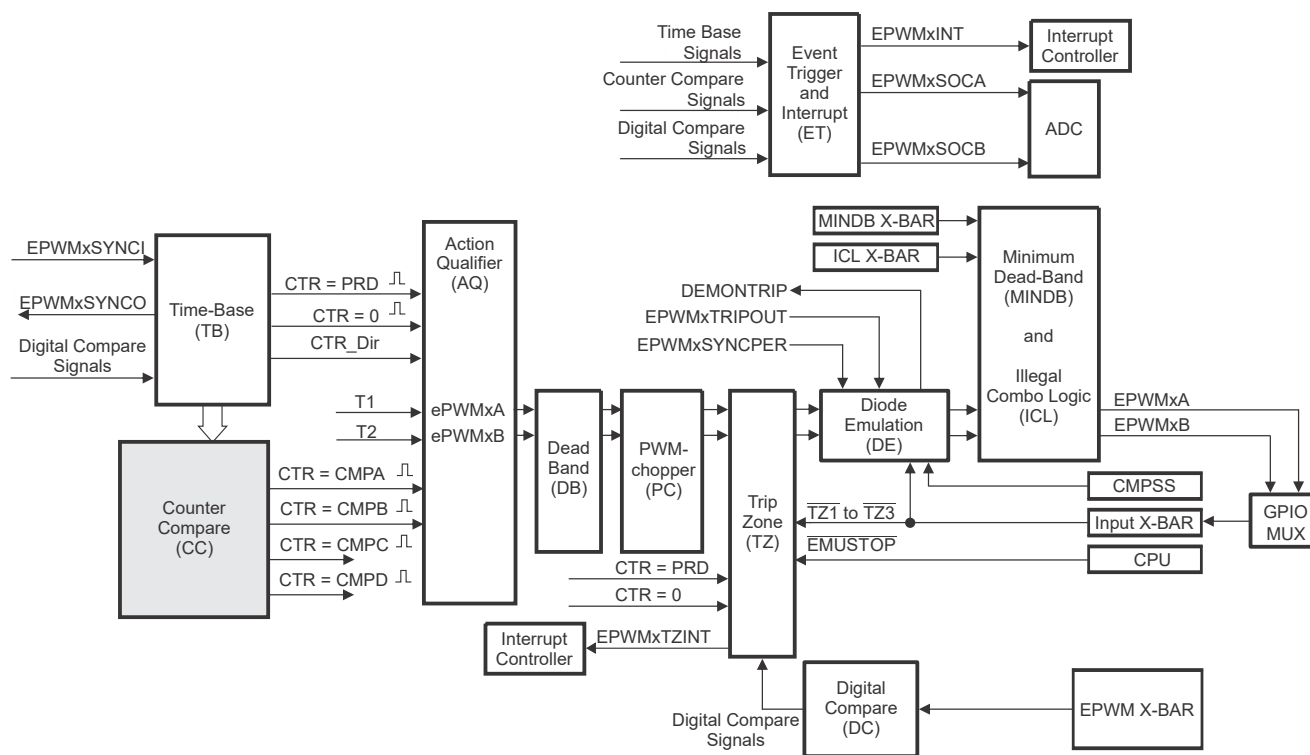 Time Base
Signals
Counter Compare
Signals
Digital Compare
Signals
Event
Trigger
and
Interrupt
(ET)
EPWMxINT
EPWMxSOCA
EPWMxSOCB
Interrupt
Controller
ADC
EPWMxSYNCI
EPWMxSYNCO
Digital Compare
Signals
Time-Base
(TB)
CTR = PRD
CTR = 0
CTR_Dir
T1
T2
Action
Qualifier
(AQ)
ePWMxA
ePWMxB
Counter
Compare
(CC)
CTR = CMPA
CTR = CMPB
CTR = CMPC
CTR = CMPD
Dead
Band
(DB)
PWM-
chopper
(PC)
Trip
Zone
(TZ)
MINDB X-BAR
ICL X-BAR
DEMONTRIP
EPWMxTRIPOUT
EPWMxSYNCPER
Diode
Emulation
(DE)
Minimum
Dead-Band
(MINDB)
and
Illegal
Combo Logic
(ICL)
EPWMxA
EPWMxB
CMPSS
TZ1 to TZ3
Input X-BAR
GPIO
MUX
EMUSTOP
CPU
CTR = PRD
CTR = 0
EPWMxTZINT
Interrupt
Controller
Digital Compare
Signals
Digital
Compare
(DC)
EPWM X-BAR